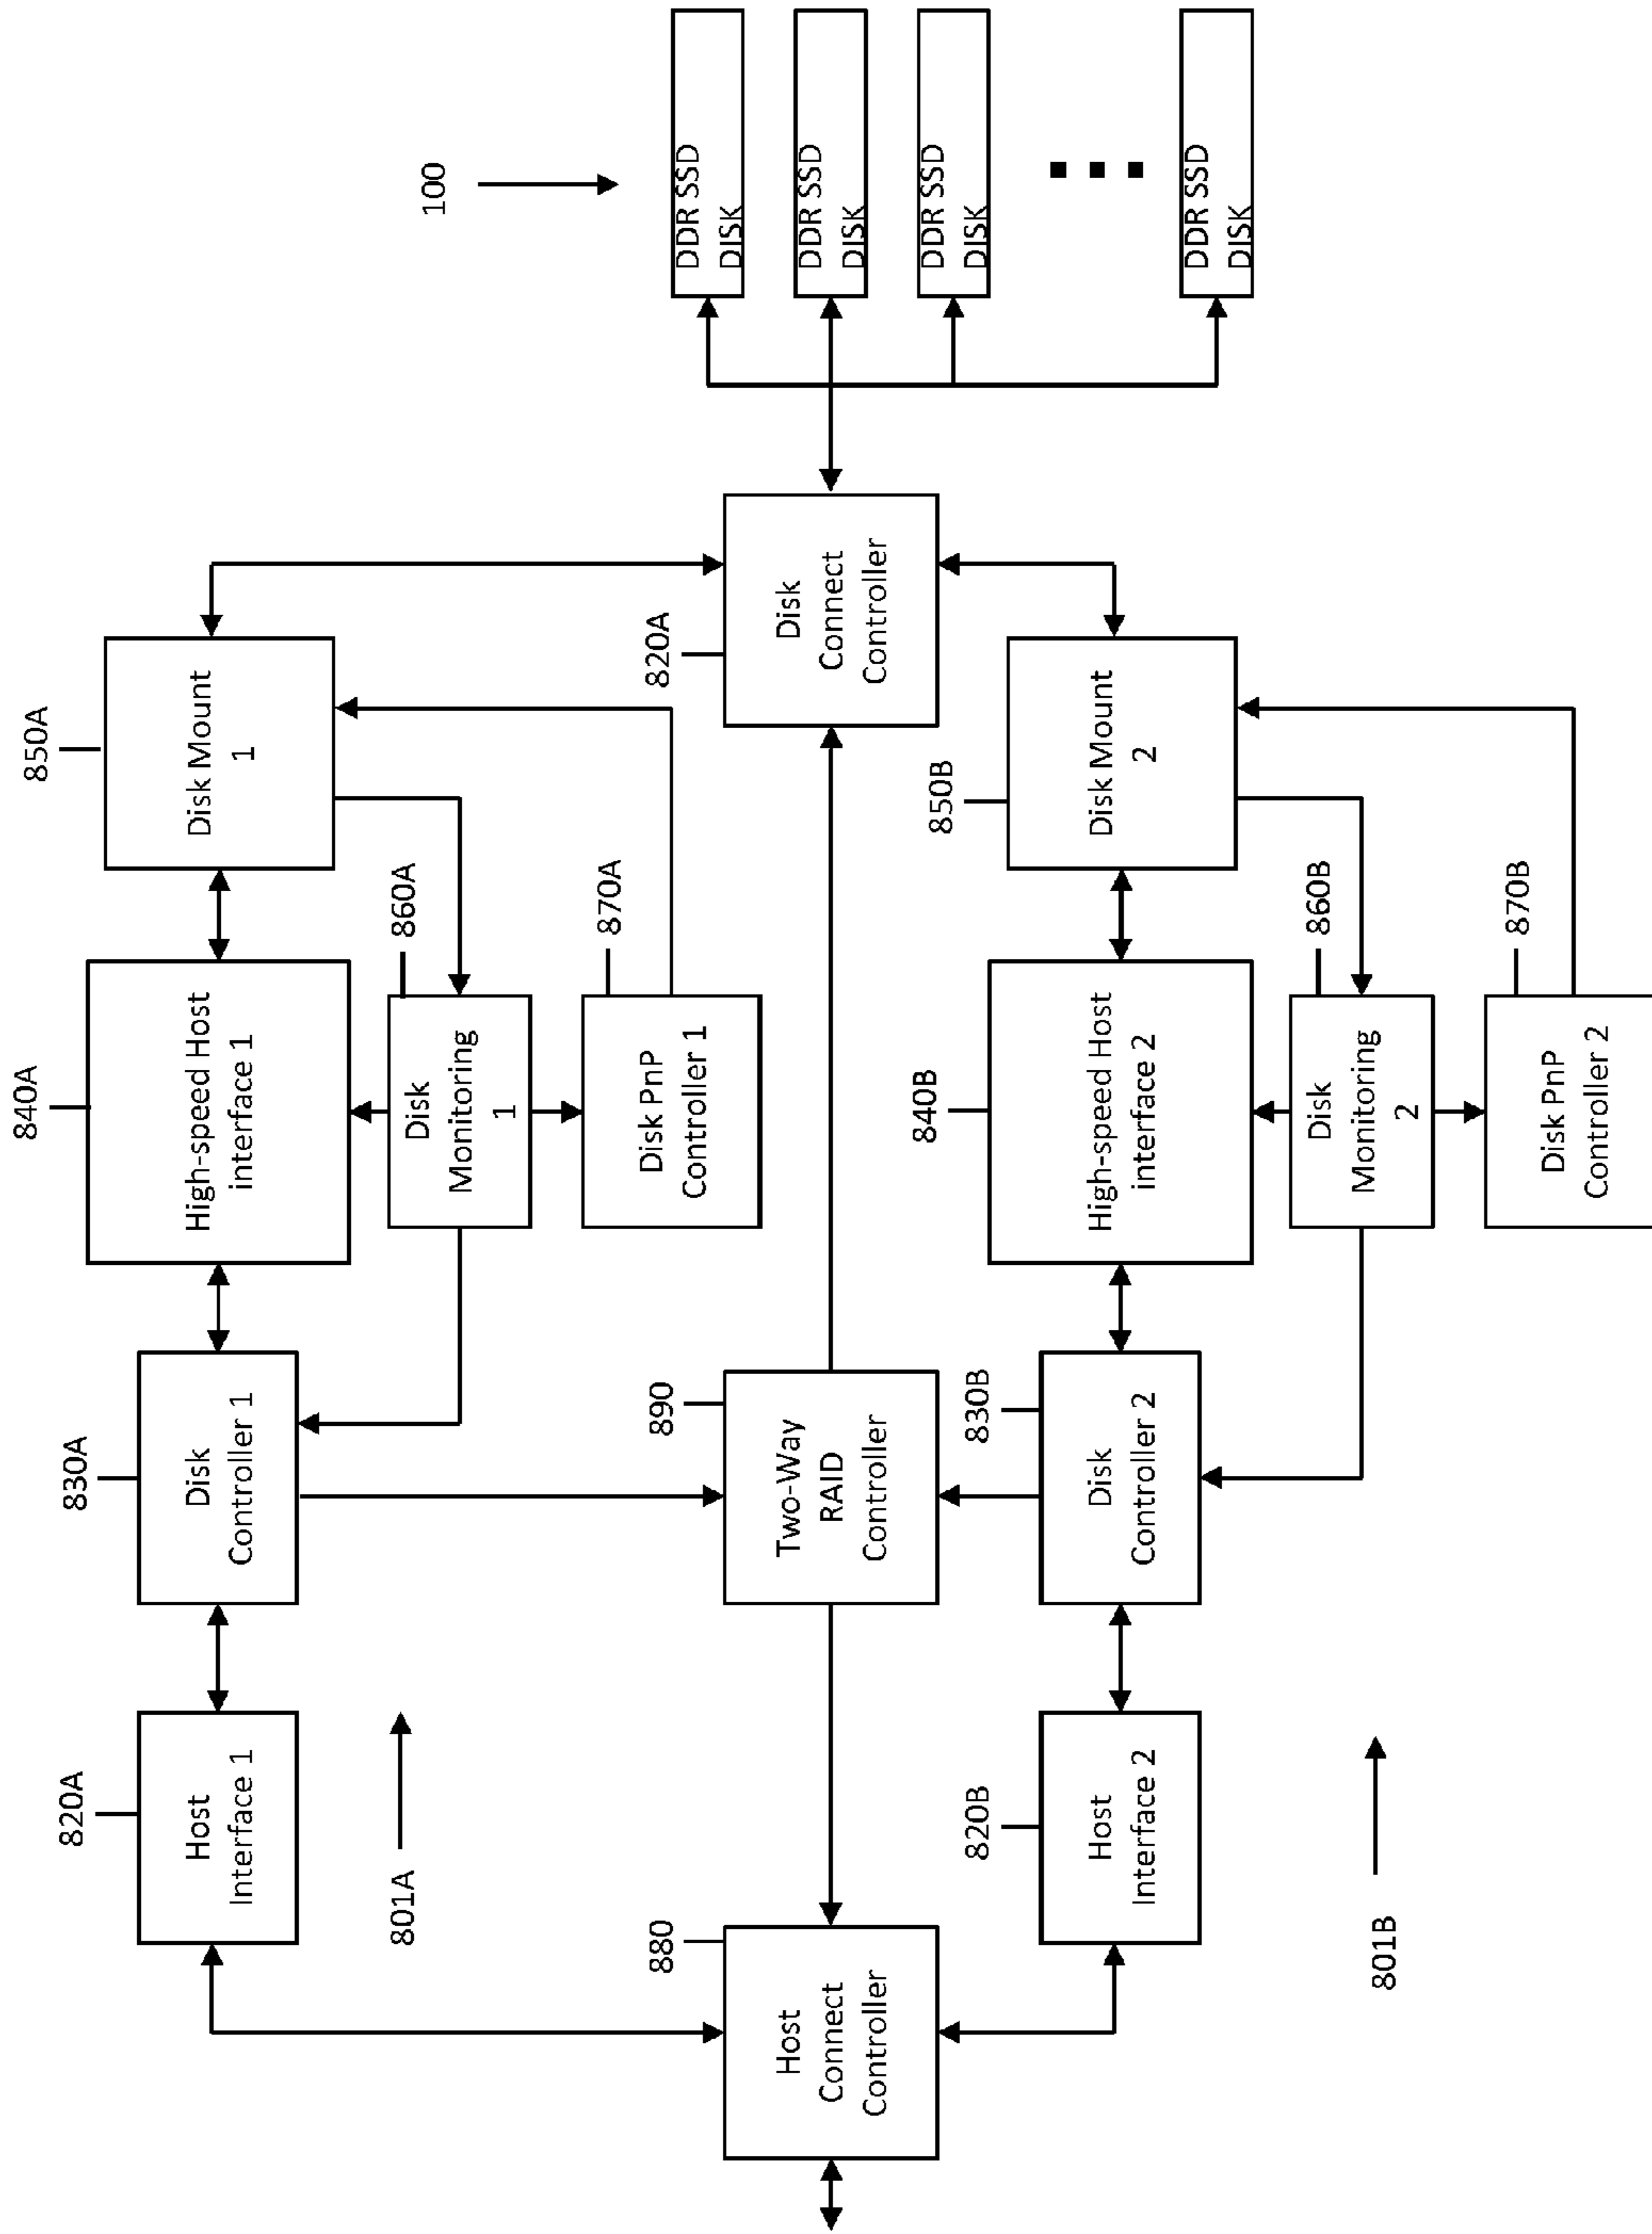 100
DDR SSD
DISK
DDR SSD
DISK
DDR SSD
DISK
DDR SSD
DISK
850A
Disk Mount
1
820A
Disk
Connect
Controller
850B
Disk Mount
2
840A
High-speed Host
interface 1
860A
Disk
Monitoring
1
870A
Disk PnP
Controller 1
840B
High-speed Host
interface 2
860B
Disk
Monitoring
2
870B
Disk PnP
Controller 2
830A
Disk
Controller 1
890
Two-Way
RAID
Controller
830B
Disk
Controller 2
820A
Host
Interface 1
801A
820B
Host
Interface 2
801B
880
Host
Connect
Controller